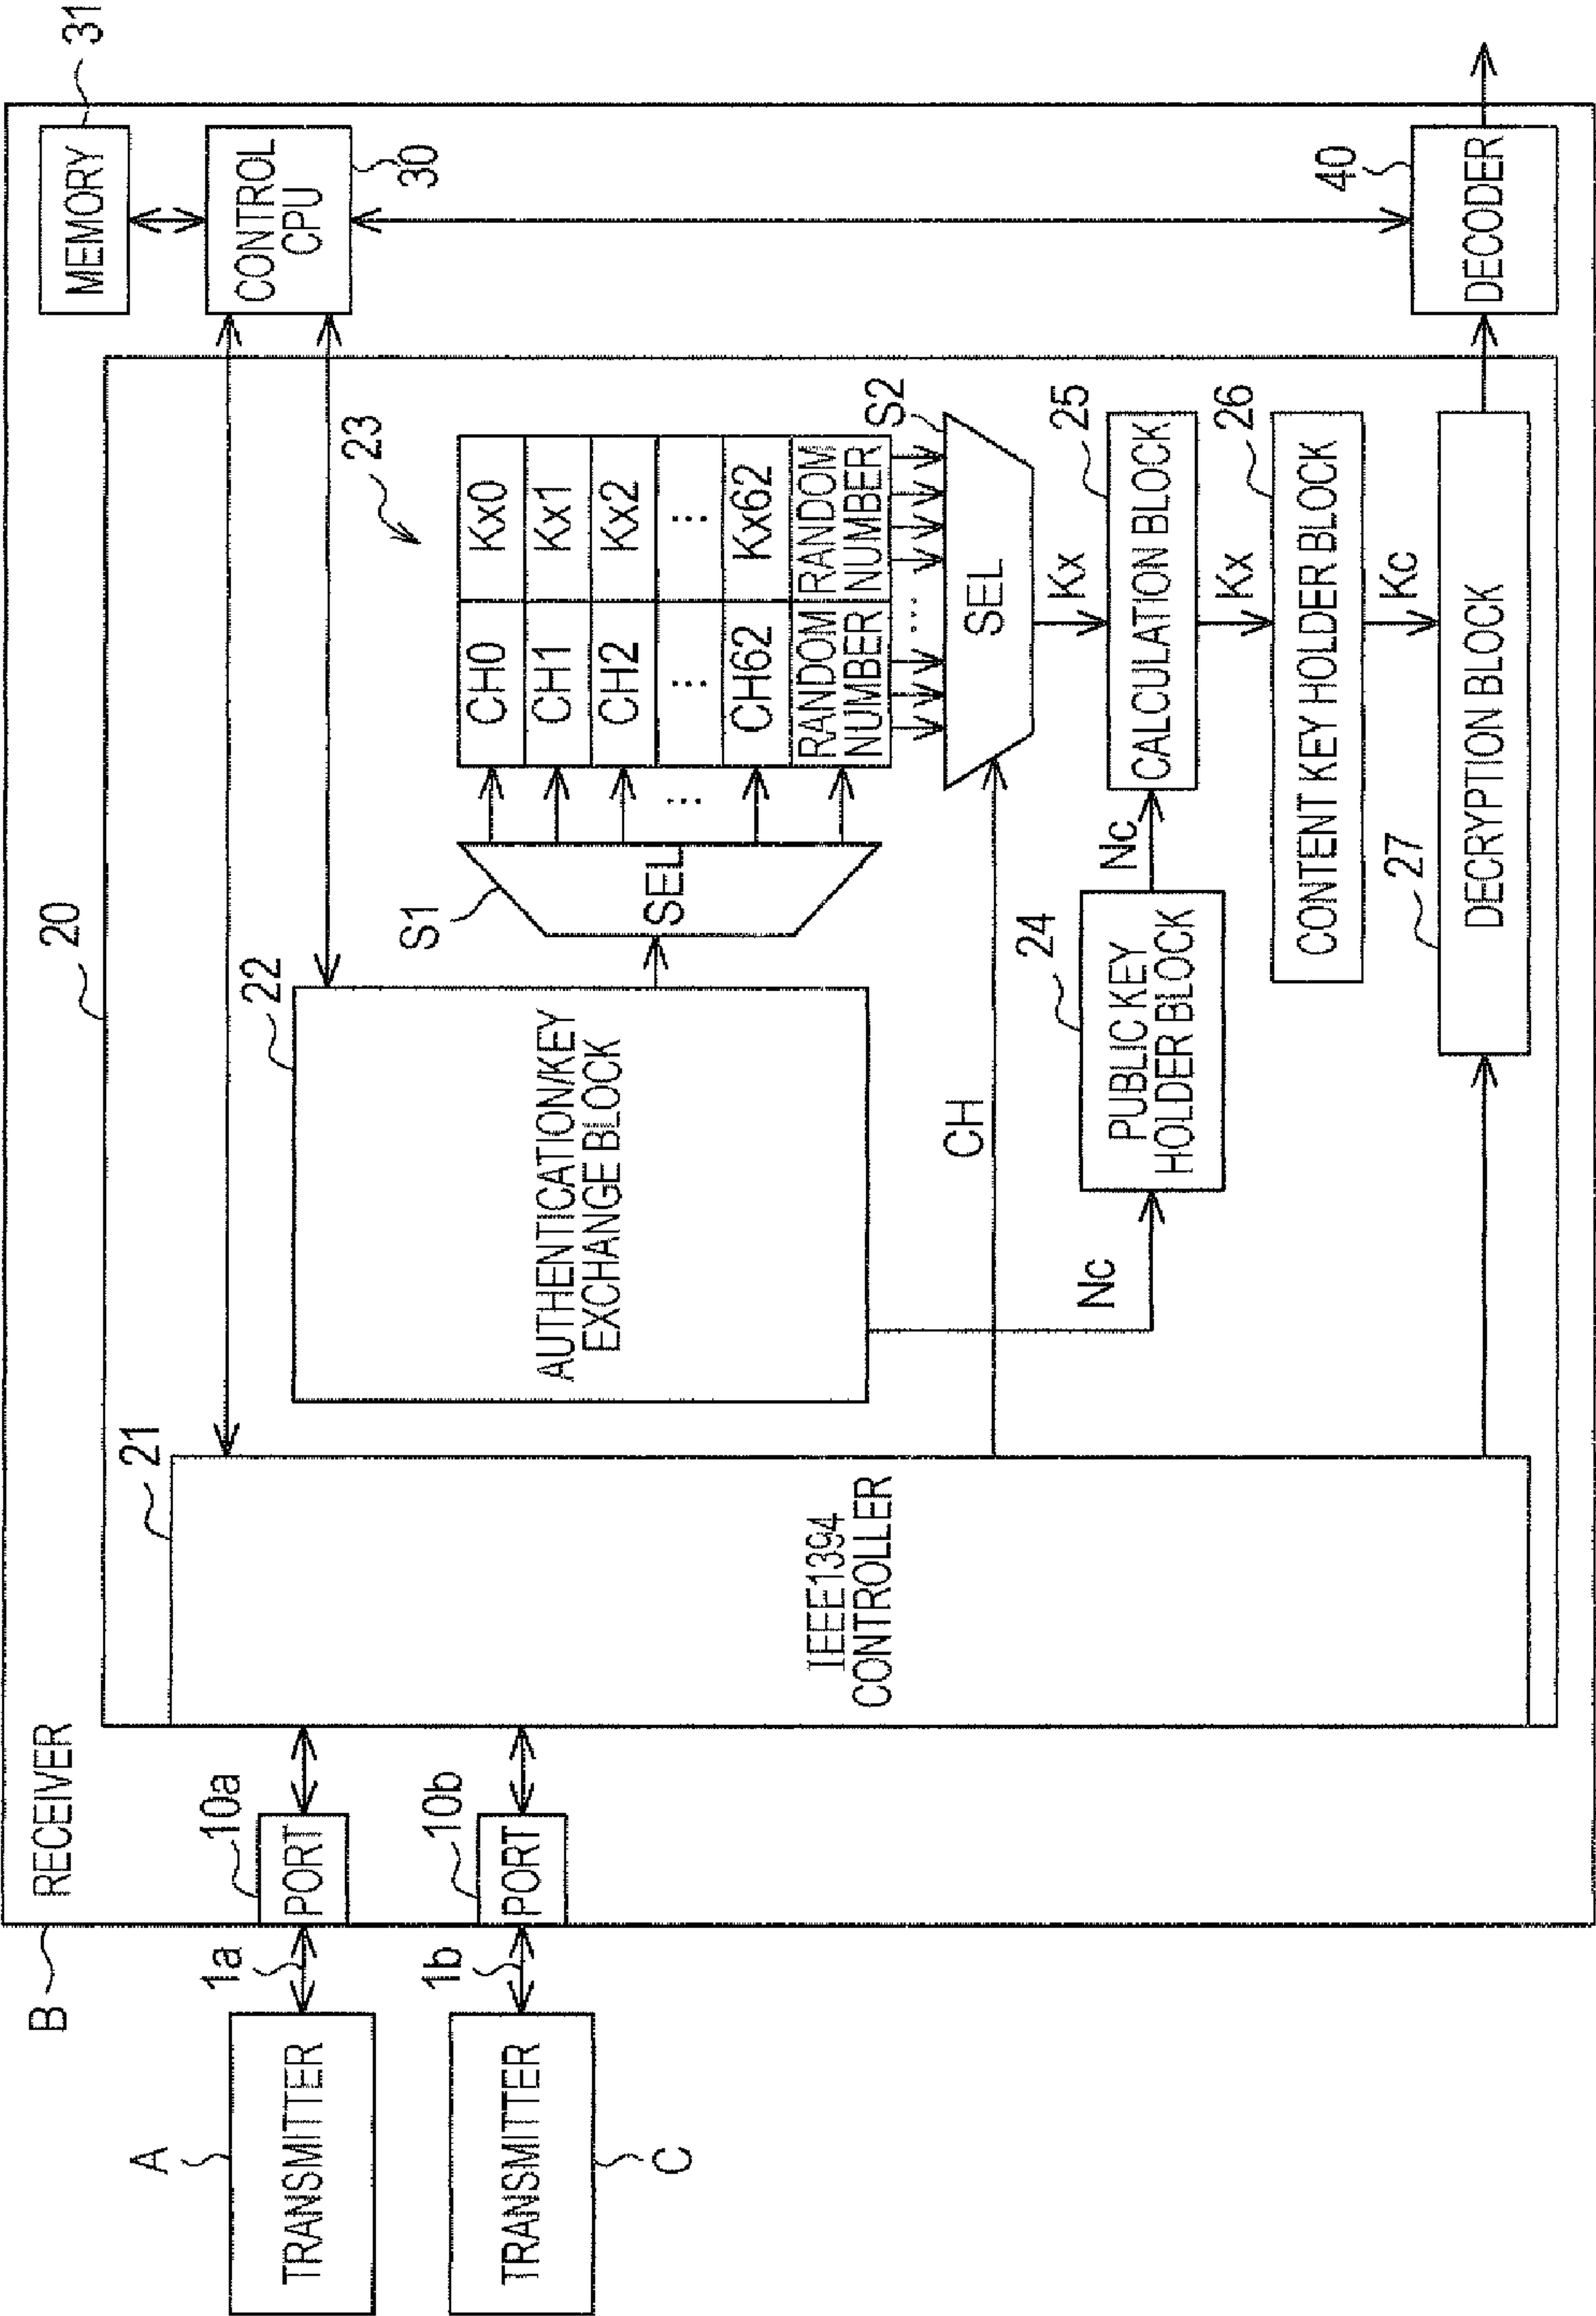 B
RECEIVER
20
MEMORY
31
CONTROL
CPU
30
A
TRANSMITTER
1a
10a
PORT
TRANSMITTER
C
1b
10b
PORT
21
IEEE1394
CONTROLLER
22
AUTHENTICATION/KEY
EXCHANGE BLOCK
S1
SEL
23
CH0 Kx0
CH1 Kx1
CH2 Kx2
... ...
CH62 Kx62
RANDOM NUMBER RANDOM NUMBER
...
...
S2
SEL
CH
Kx
Nc
24
PUBLIC KEY
HOLDER BLOCK
Nc
25
CALCULATION BLOCK
Kx
26
CONTENT KEY HOLDER BLOCK
Kc
27
DECRYPTION BLOCK
40
DECODER